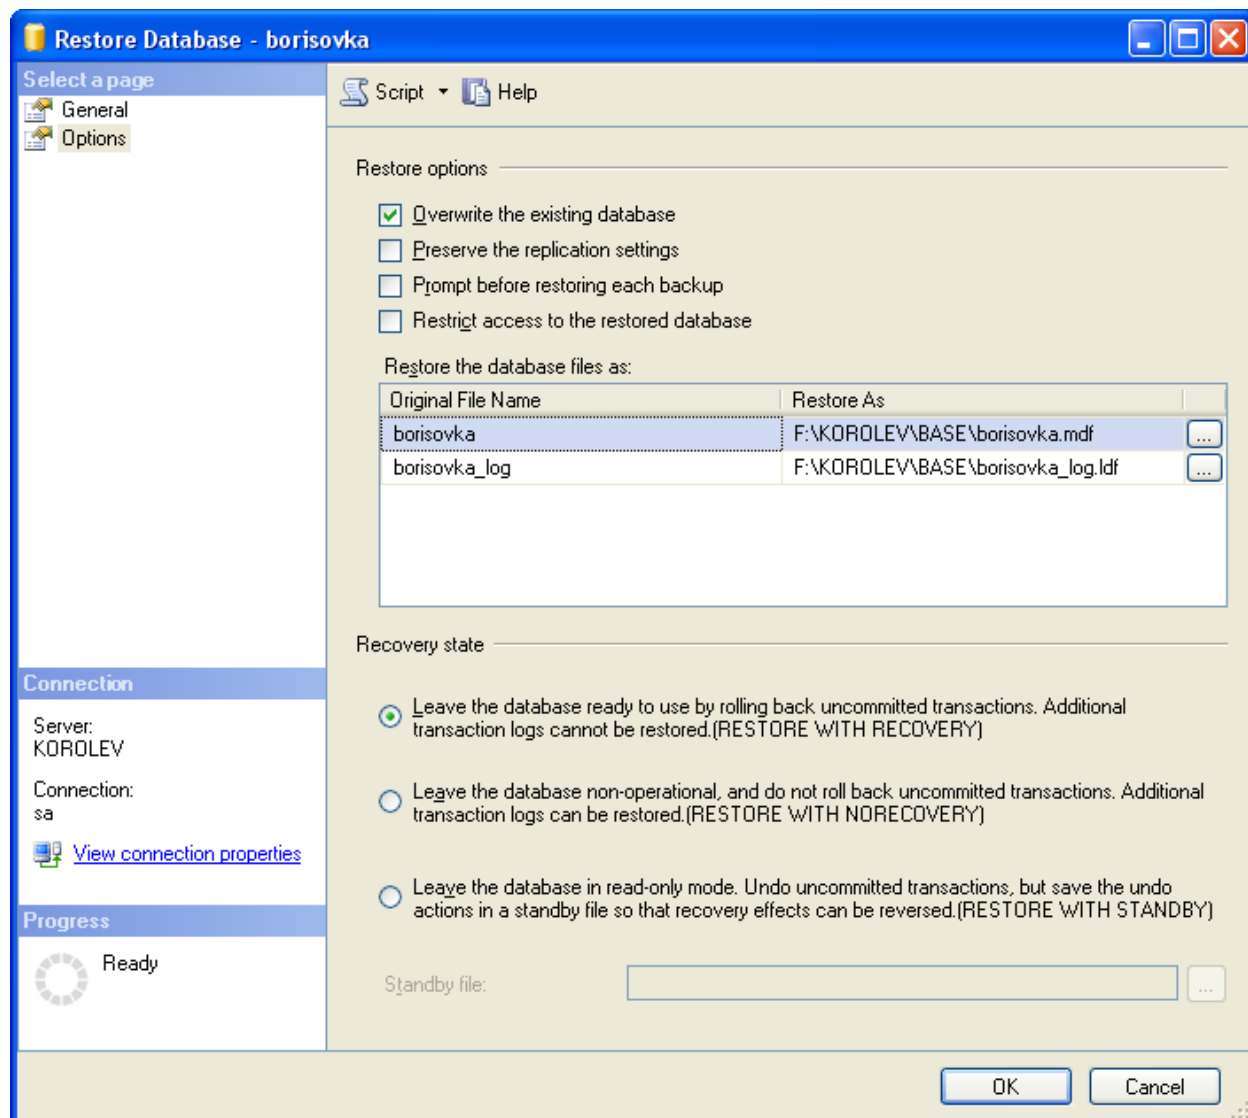 Restore Database - borisovka
Select a page
General
Options
Script
Help
Restore options
Overwrite the existing database
Preserve the replication settings
Prompt before restoring each backup
Restrict access to the restored database
Restore the database files as:
Original File Name
Restore As
borisovka
F:\KOROLEV\BASE\borisovka.mdf
...
borisovka_log
F:\KOROLEV\BASE\borisovka_log.ldf
...
Recovery state
Leave the database ready to use by rolling back uncommitted transactions. Additional
transaction logs cannot be restored.(RESTORE WITH RECOVERY)
Leave the database non-operational, and do not roll back uncommitted transactions. Additional
transaction logs can be restored.(RESTORE WITH NORECOVERY)
Leave the database in read-only mode. Undo uncommitted transactions, but save the undo
actions in a standby file so that recovery effects can be reversed.(RESTORE WITH STANDBY)
Standby file:
...
Connection
Server:
KOROLEV
Connection:
sa
View connection properties
Progress
Ready
OK
Cancel